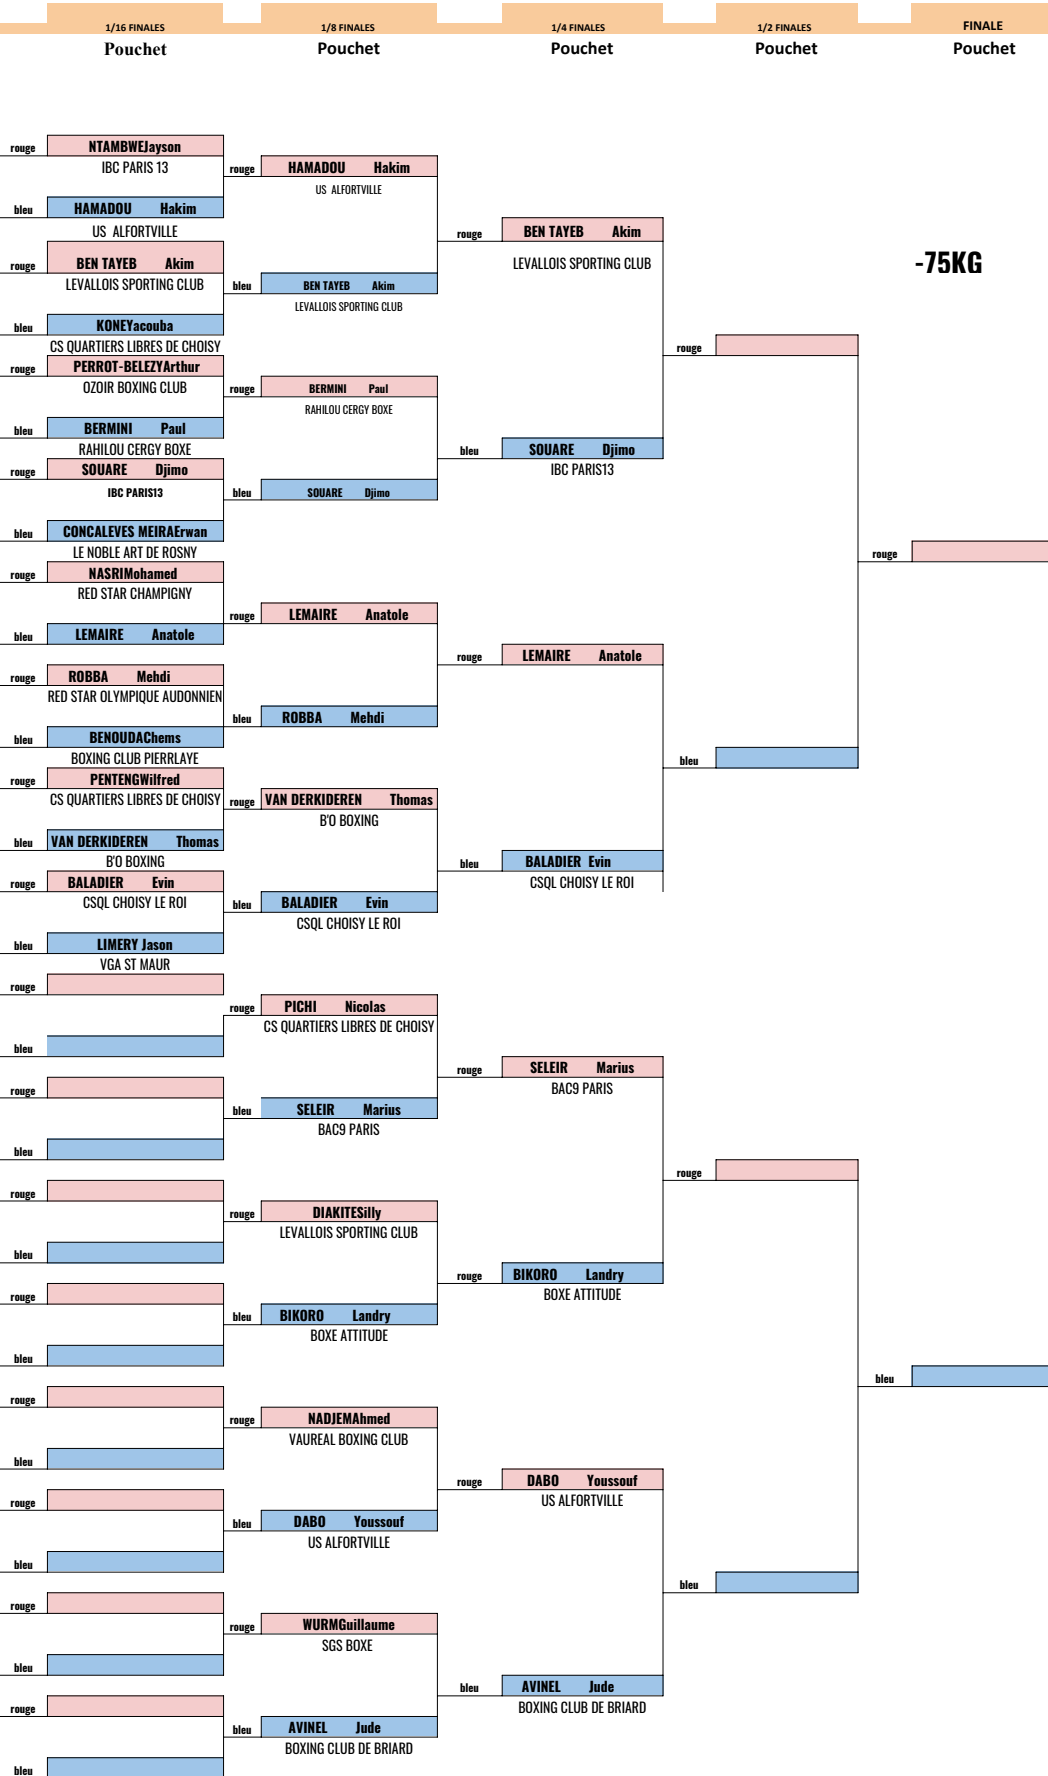 1/16 FINALES
1/8 FINALES
1/4 FINALES
1/2 FINALES
FINALE
Pouchet
Pouchet
Pouchet
Pouchet
Pouchet
-75KG
rouge
NTAMBWEJayson
IBC PARIS 13
bleu
HAMADOU Hakim
US ALFORTVILLE
rouge
BEN TAYEB Akim
LEVALLOIS SPORTING CLUB
bleu
KONEYacouba
CS QUARTIERS LIBRES DE CHOISY
rouge
PERROT-BELEZYArthur
OZOIR BOXING CLUB
bleu
BERMINI Paul
RAHILOU CERGY BOXE
rouge
SOUARE Djimo
IBC PARIS13
bleu
CONCALEVES MEIRAErwan
LE NOBLE ART DE ROSNY
rouge
NASRIMohamed
RED STAR CHAMPIGNY
bleu
LEMAIRE Anatole
rouge
ROBBA Mehdi
RED STAR OLYMPIQUE AUDONNIEN
bleu
BENOUDAChems
BOXING CLUB PIERRLAYE
rouge
PENTENGWilfred
CS QUARTIERS LIBRES DE CHOISY
bleu
VAN DERKIDEREN Thomas
B'O BOXING
rouge
BALADIER Evin
CSQL CHOISY LE ROI
bleu
LIMERY Jason
VGA ST MAUR
rouge
bleu
rouge
bleu
rouge
bleu
rouge
bleu
rouge
bleu
rouge
bleu
rouge
bleu
rouge
bleu
rouge
HAMADOU Hakim
US ALFORTVILLE
bleu
BEN TAYEB Akim
LEVALLOIS SPORTING CLUB
rouge
BERMINI Paul
RAHILOU CERGY BOXE
bleu
SOUARE Djimo
rouge
LEMAIRE Anatole
bleu
ROBBA Mehdi
rouge
VAN DERKIDEREN Thomas
B'O BOXING
bleu
BALADIER Evin
CSQL CHOISY LE ROI
rouge
PICHI Nicolas
CS QUARTIERS LIBRES DE CHOISY
bleu
SELEIR Marius
BAC9 PARIS
rouge
DIAKITESilly
LEVALLOIS SPORTING CLUB
bleu
BIKORO Landry
BOXE ATTITUDE
rouge
NADJEMAhmed
VAUREAL BOXING CLUB
bleu
DABO Youssouf
US ALFORTVILLE
rouge
WURMGuillaume
SGS BOXE
bleu
AVINEL Jude
BOXING CLUB DE BRIARD
rouge
BEN TAYEB Akim
LEVALLOIS SPORTING CLUB
bleu
SOUARE Djimo
IBC PARIS13
rouge
LEMAIRE Anatole
bleu
BALADIER Evin
CSQL CHOISY LE ROI
rouge
SELEIR Marius
BAC9 PARIS
rouge
BIKORO Landry
BOXE ATTITUDE
rouge
DABO Youssouf
US ALFORTVILLE
bleu
AVINEL Jude
BOXING CLUB DE BRIARD
rouge
bleu
rouge
bleu
rouge
bleu